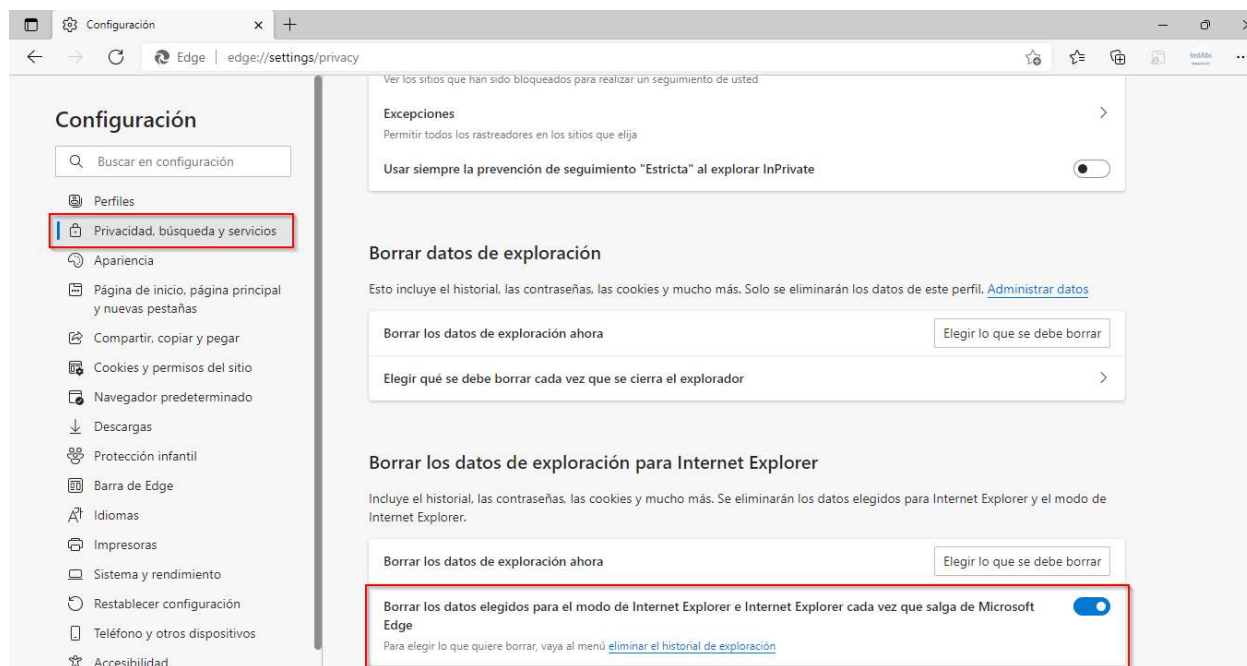 Configuración
Edge
edge://settings/privacy
Configuración
Buscar en configuración
Perfiles
Privacidad, búsqueda y servicios
Apariencia
Página de inicio, página principal
y nuevas pestañas
Compartir, copiar y pegar
Cookies y permisos del sitio
Navegador predeterminado
Descargas
Protección infantil
Barra de Edge
Idiomas
Impresoras
Sistema y rendimiento
Restablecer configuración
Teléfono y otros dispositivos
Accesibilidad
Ver los sitios que han sido bloqueados para realizar un seguimiento de usted
Excepciones
Permitir todos los rastreadores en los sitios que elija
Usar siempre la prevención de seguimiento "Estricta" al explorar InPrivate
Borrar datos de exploración
Esto incluye el historial, las contraseñas, las cookies y mucho más. Solo se eliminarán los datos de este perfil. Administrar datos
Borrar los datos de exploración ahora
Elegir lo que se debe borrar
Elegir qué se debe borrar cada vez que se cierra el explorador
Borrar los datos de exploración para Internet Explorer
Incluye el historial, las contraseñas, las cookies y mucho más. Se eliminarán los datos elegidos para Internet Explorer y el modo de
Internet Explorer.
Borrar los datos de exploración ahora
Elegir lo que se debe borrar
Borrar los datos elegidos para el modo de Internet Explorer e Internet Explorer cada vez que salga de Microsoft
Edge
Para elegir lo que quiere borrar, vaya al menú eliminar el historial de exploración